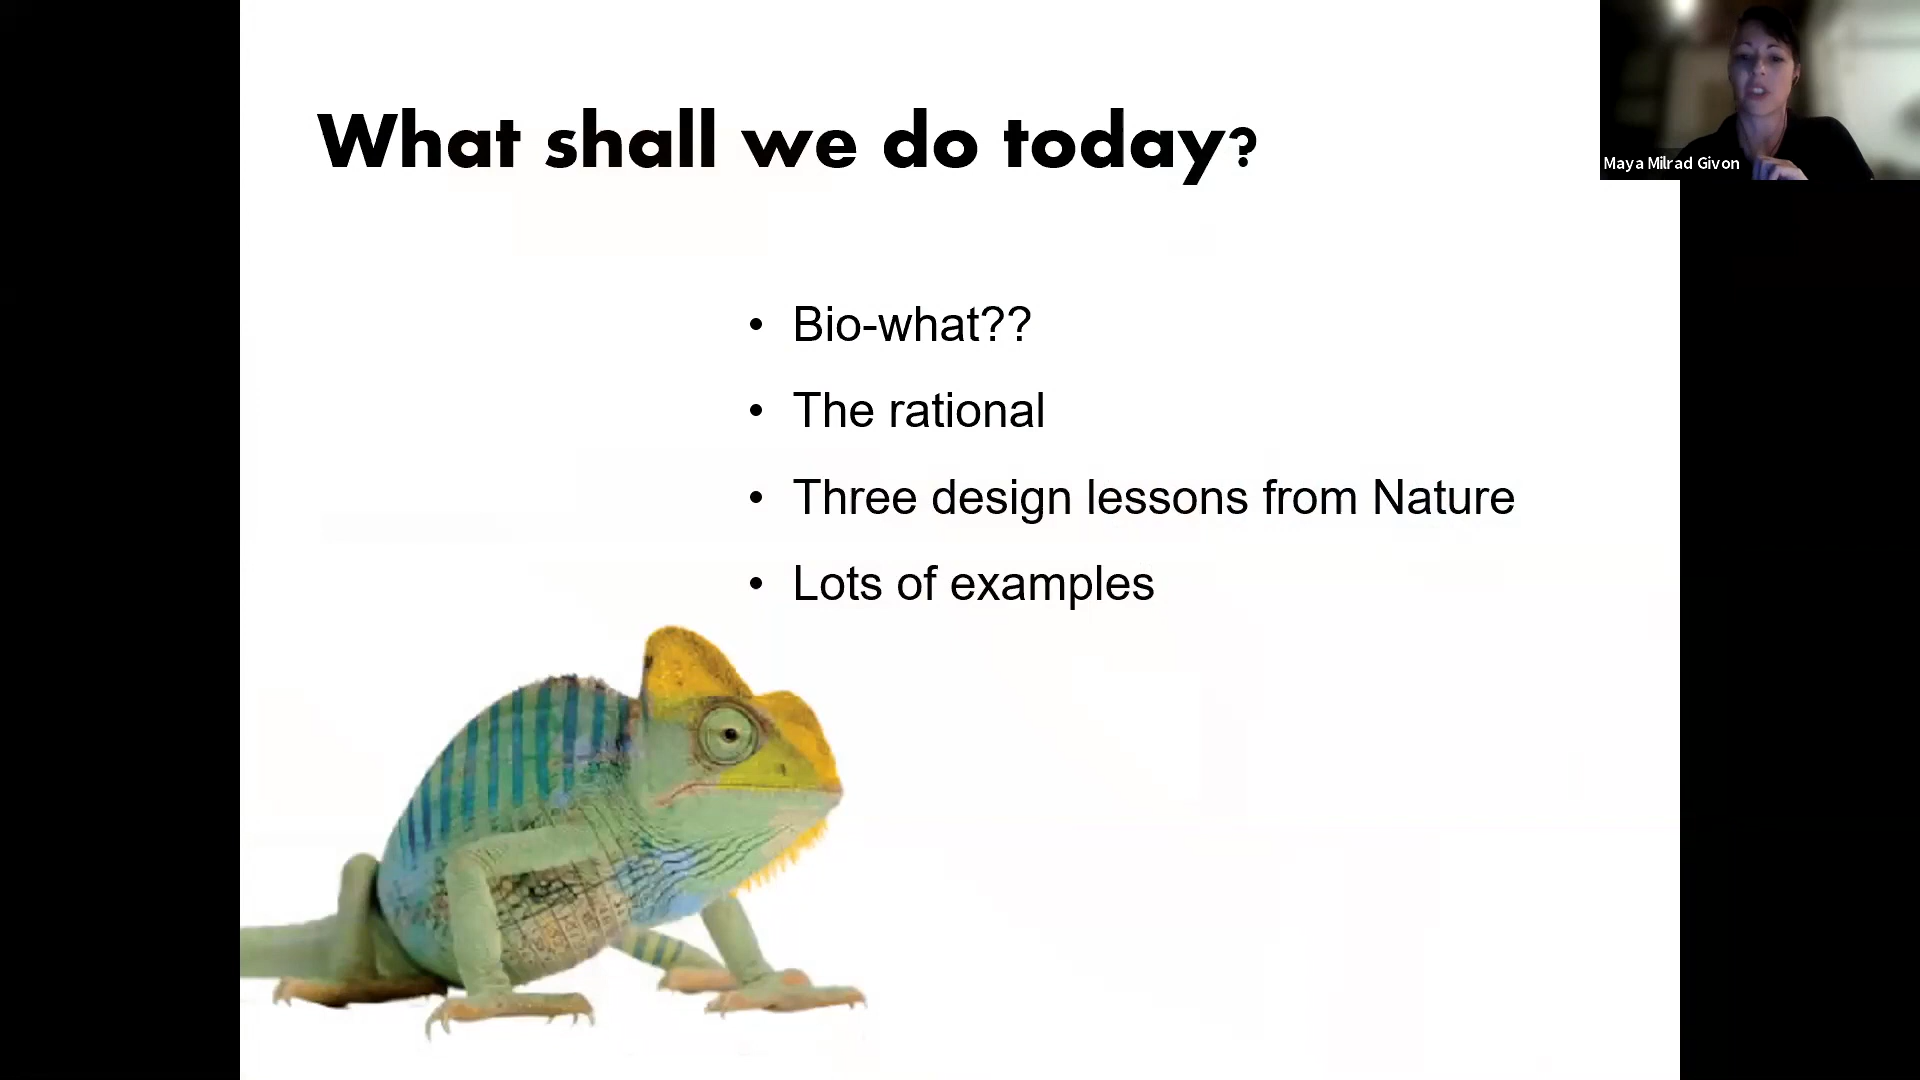 What shall we do today?
Maya Milrad Givon
• Bio-what??
• The rational
• Three design lessons from Nature
• Lots of examples